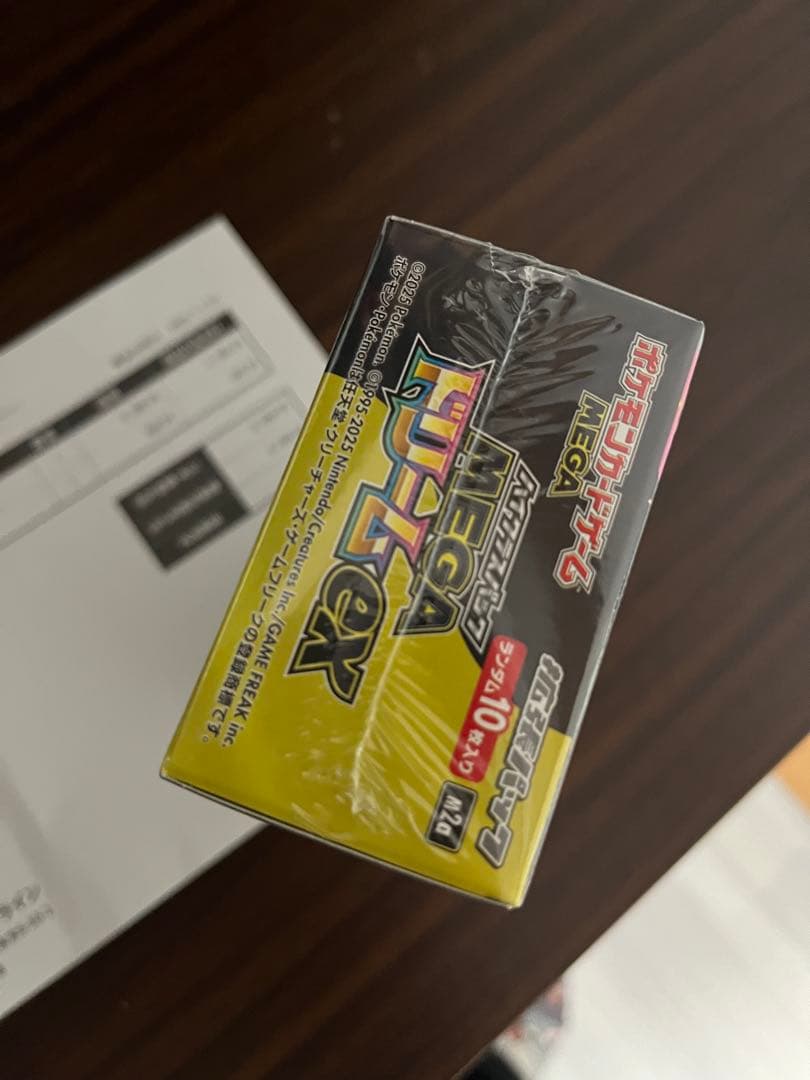 ポケモンカードゲーム
MEGA
拡張パック
ハイクラスパック
MEGA
ドリームex
ランダム10枚入り
m2a
©2025 Pokémon. ©1995-2025 Nintendo/Creatures Inc./GAME FREAK inc.
ポケモン・Pokémonは任天堂・クリーチャーズ・ゲームフリークの登録商標です。